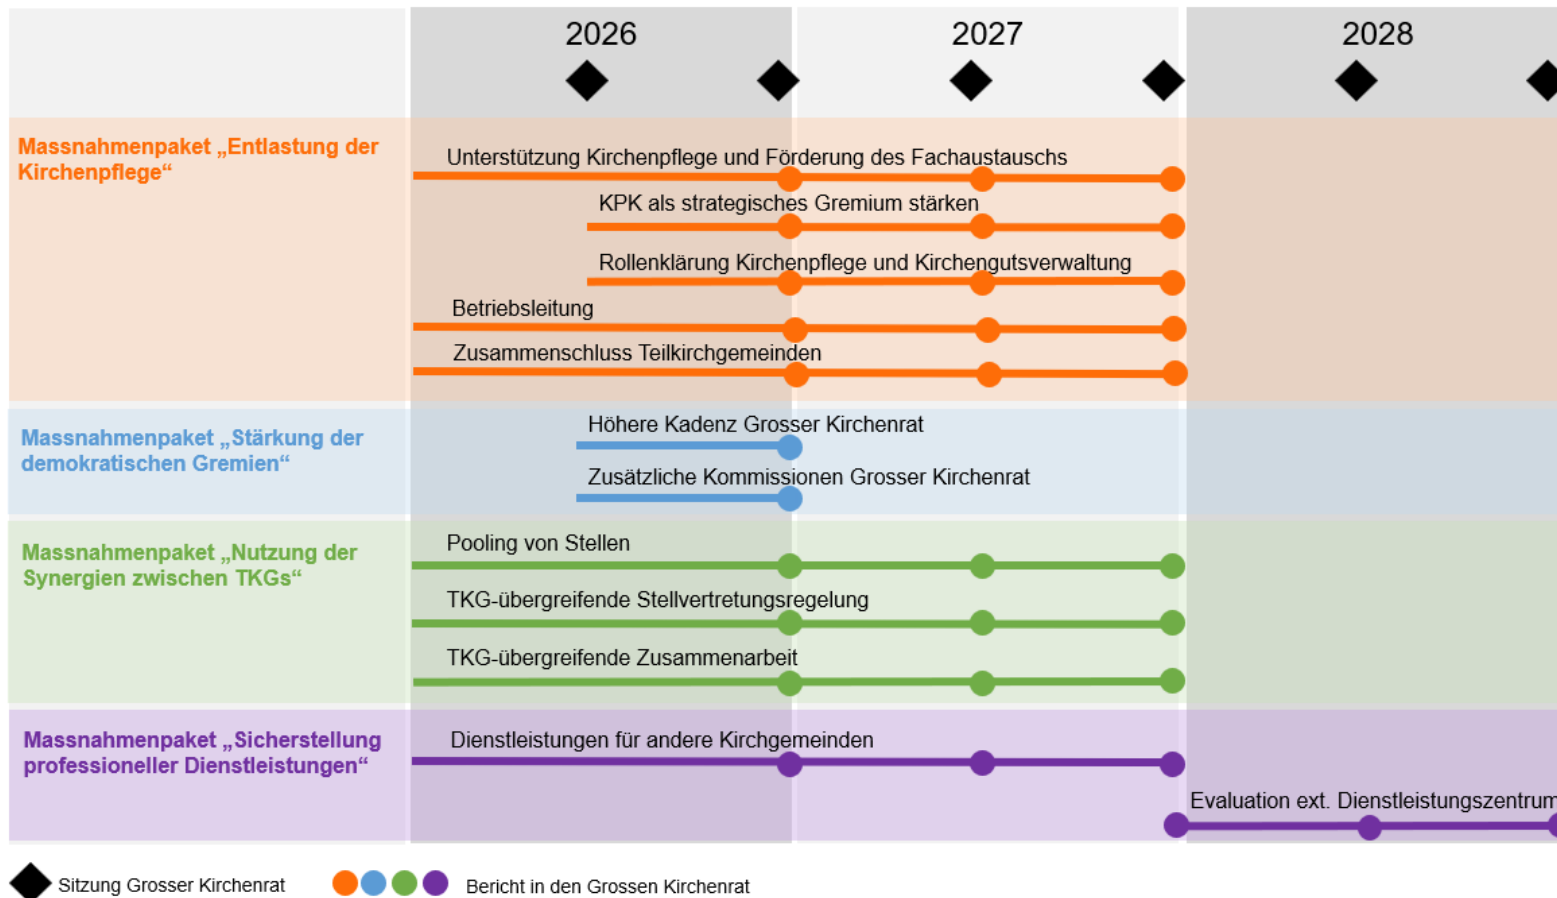 2026
2027
2028
Massnahmenpaket „Entlastung der
Kirchenpflege“
Unterstützung Kirchenpflege und Förderung des Fachaustauschs
KPK als strategisches Gremium stärken
Rollenklärung Kirchenpflege und Kirchengutsverwaltung
Betriebsleitung
Zusammenschluss Teilkirchgemeinden
Massnahmenpaket „Stärkung der
demokratischen Gremien“
Höhere Kadenz Grosser Kirchenrat
Zusätzliche Kommissionen Grosser Kirchenrat
Massnahmenpaket „Nutzung der
Synergien zwischen TKGs“
Pooling von Stellen
TKG-übergreifende Stellvertretungsregelung
TKG-übergreifende Zusammenarbeit
Massnahmenpaket „Sicherstellung
professioneller Dienstleistungen“
Dienstleistungen für andere Kirchgemeinden
Evaluation ext. Dienstleistungszentrum
Sitzung Grosser Kirchenrat
Bericht in den Grossen Kirchenrat